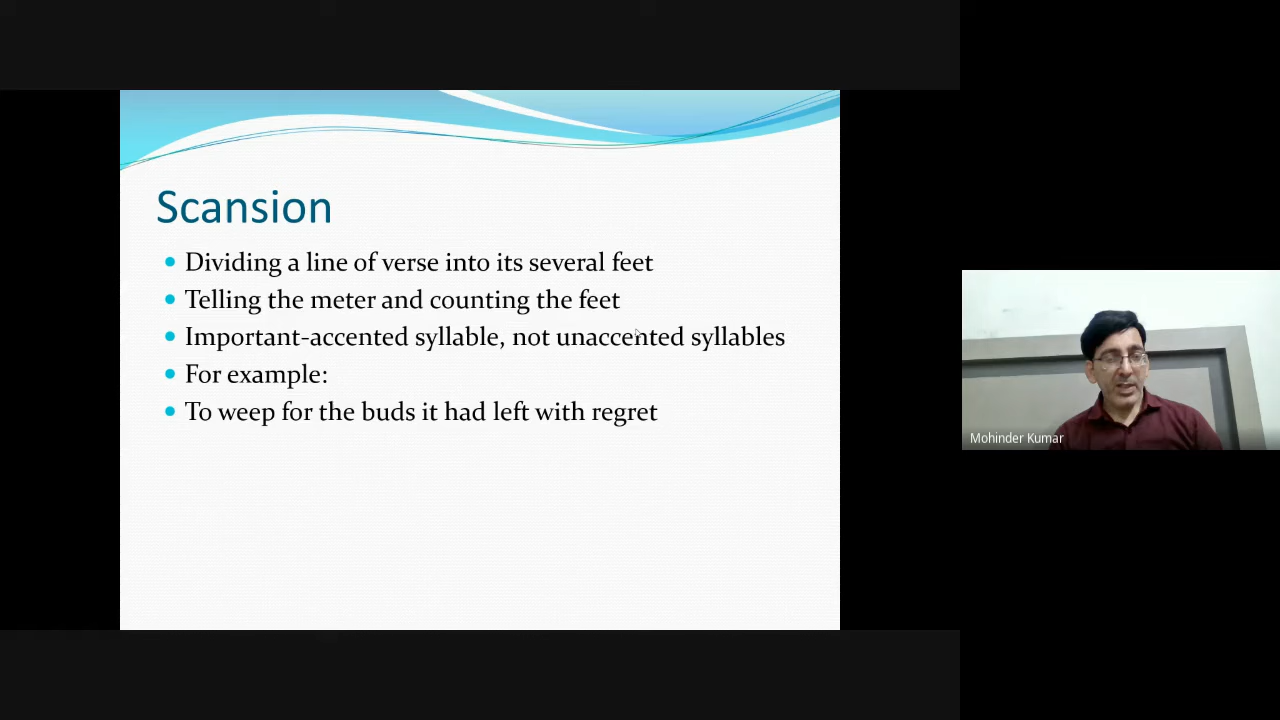 Scansion
Dividing a line of verse into its several feet
Telling the meter and counting the feet
Important-accented syllable, not unaccented syllables
For example:
To weep for the buds it had left with regret
Mohinder Kumar